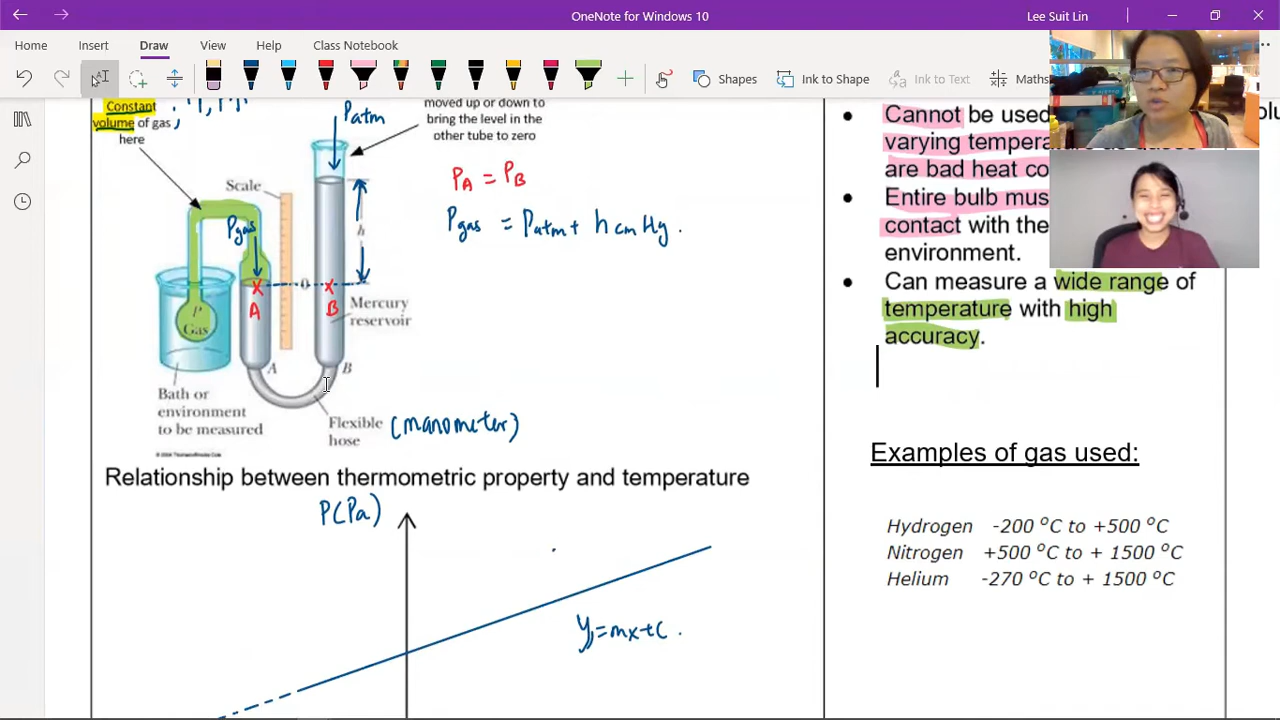 OneNote for Windows 10
Lee Suit Lin
Home
Insert
Draw
View
Help
Class Notebook
Shapes
Ink to Shape
Ink to Text
Maths
Constant
volume of gas
here
Patm
moved up or down to
bring the level in the
other tube to zero
Scale
Pgas
h
0
A
B
P
Gas
Mercury
reservoir
A
B
Bath or
environment
to be measured
Flexible
hose
(manometer)
PA = PB
Pgas = Patm + h cm Hg.
Relationship between thermometric property and temperature
P(Pa)
y=mx+c.
Cannot be used
varying temper
are bad heat co
Entire bulb mus
contact with the
environment.
Can measure a wide range of
temperature with high
accuracy.
Examples of gas used:
Hydrogen -200 °C to +500 °C
Nitrogen +500 °C to + 1500 °C
Helium -270 °C to + 1500 °C